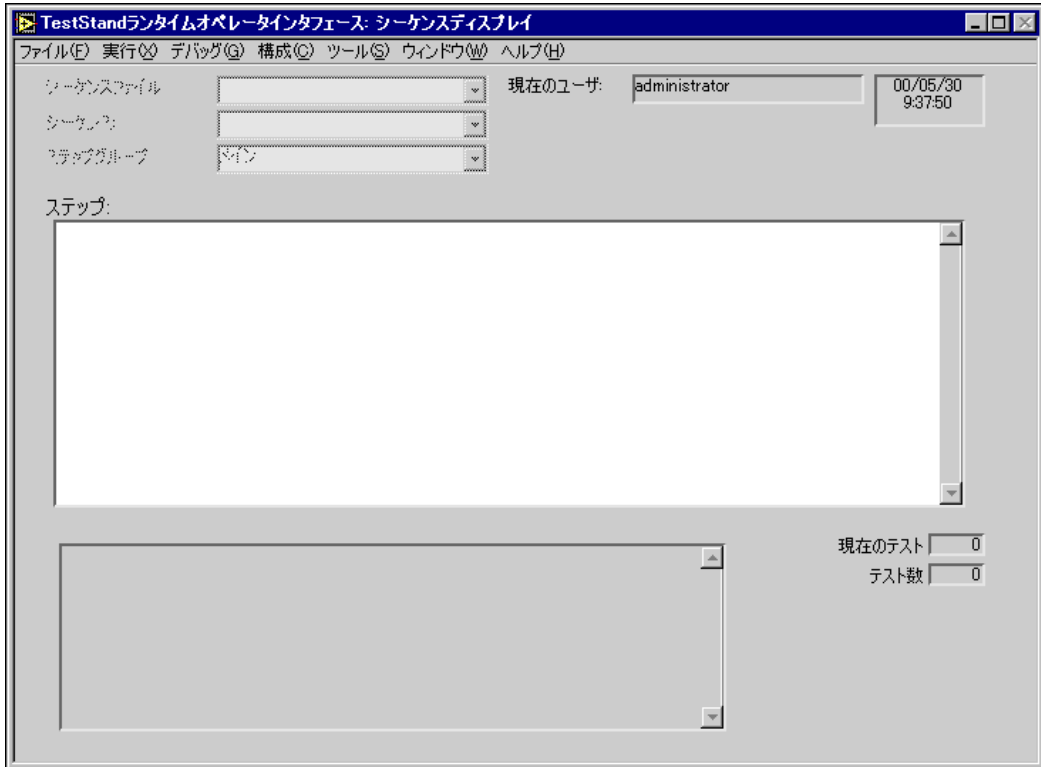 TestStandランタイムオペレータインタフェース: シーケンスディスプレイ
ファイル(F) 実行(X) デバッグ(G) 構成(C) ツール(S) ウィンドウ(W) ヘルプ(H)
シーケンスファイル
現在のユーザ: administrator
00/05/30
9:37:50
シーケンス:
ステップグループ メイン
ステップ:
現在のテスト 0
テスト数 0